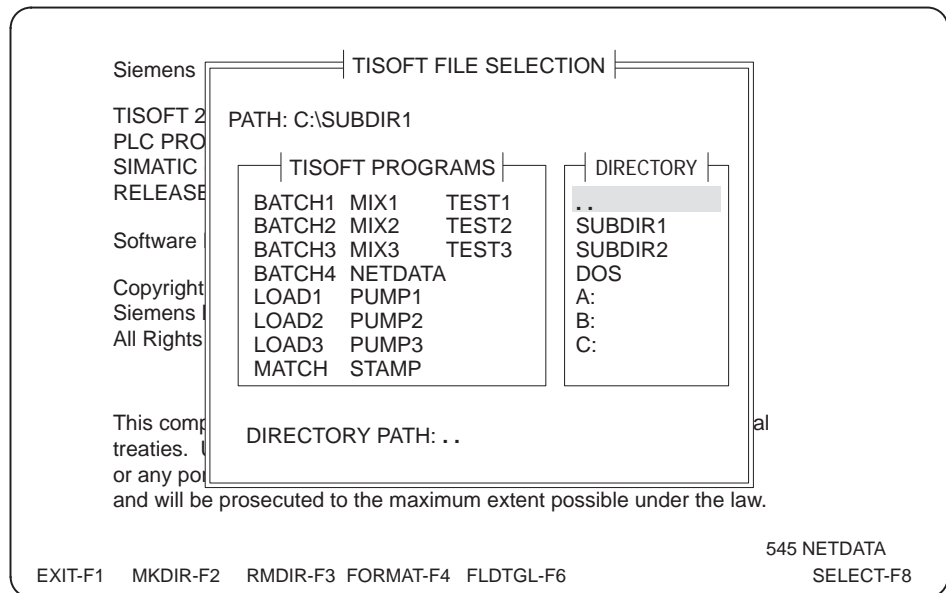 Siemens
TISOFT FILE SELECTION
TISOFT 2
PLC PRO
SIMATIC
RELEASE
Software
Copyright
Siemens
All Rights
PATH: C:\SUBDIR1
TISOFT PROGRAMS
BATCH1 MIX1 TEST1
BATCH2 MIX2 TEST2
BATCH3 MIX3 TEST3
BATCH4 NETDATA
LOAD1 PUMP1
LOAD2 PUMP2
LOAD3 PUMP3
MATCH STAMP
DIRECTORY
. .
SUBDIR1
SUBDIR2
DOS
A:
B:
C:
DIRECTORY PATH: . .
This comp al
treaties. U
or any por
and will be prosecuted to the maximum extent possible under the law.
545 NETDATA
EXIT-F1 MKDIR-F2 RMDIR-F3 FORMAT-F4 FLDTGL-F6 SELECT-F8